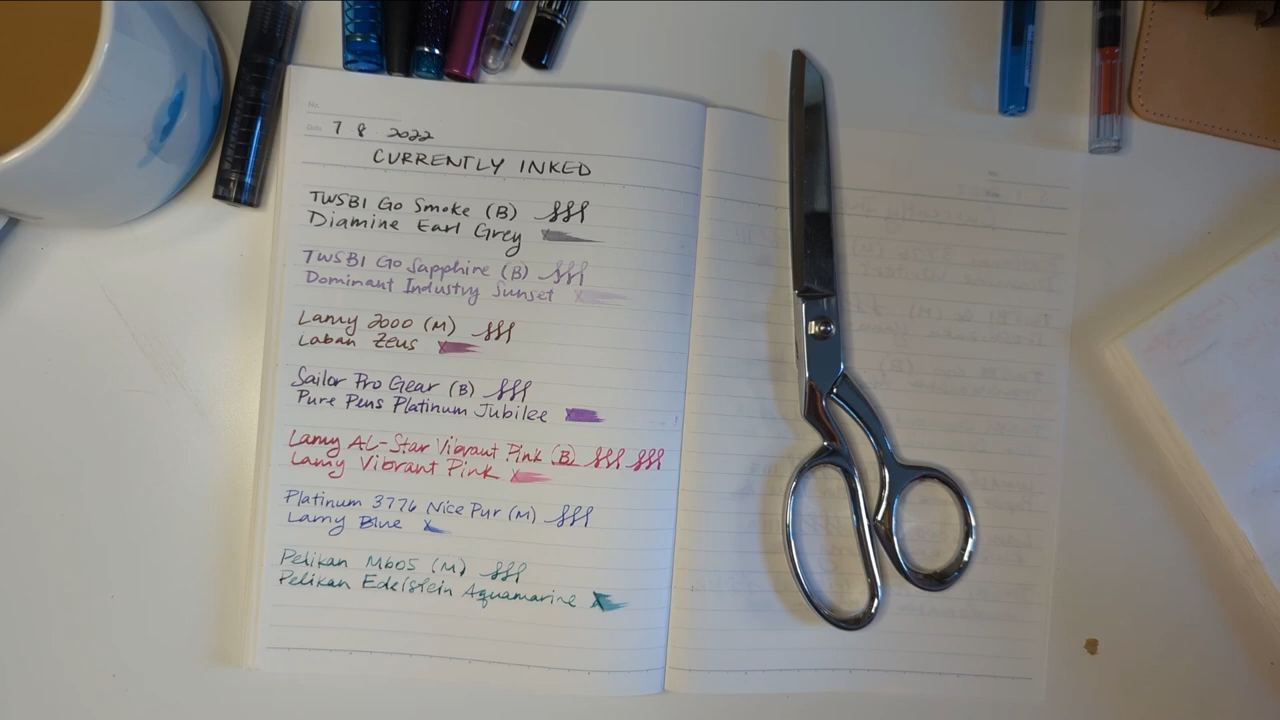 No.
Date 7 8 2022
CURRENTLY INKED
TWSBI Go Smoke (B)
Diamine Earl Grey
TWSBI Go Sapphire (B)
Dominant Industry Sunset
Lamy 2000 (M)
Laban Zeus
Sailor Pro Gear (B)
Pure Pens Platinum Jubilee
Lamy AL-Star Vibrant Pink (B)
Lamy Vibrant Pink
Platinum 3776 Nice Pur (M)
Lamy Blue
Pelikan M605 (M)
Pelikan Edelstein Aquamarine